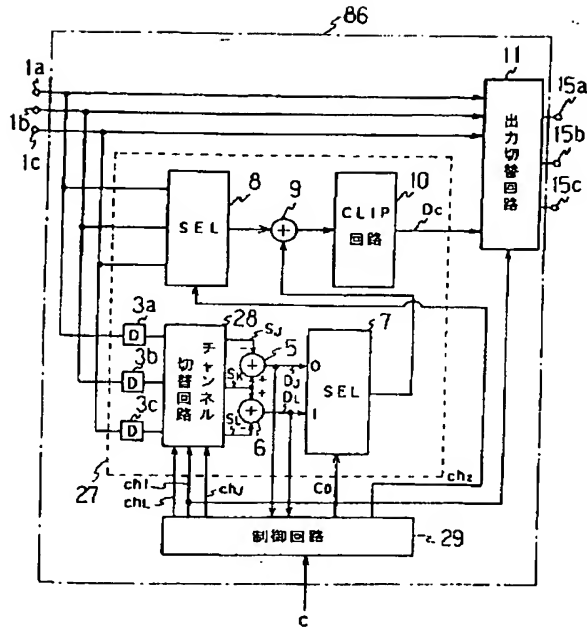 86
11
1a
1b
1c
出力切替回路
15a
15b
15c
8
SEL
9
10
CLIP
回路
Dc
3a
D
3b
D
3c
D
28
チャンネル
切替回路
SJ
SK
SL
5
6
DJ
DL
7
0
1
SEL
27
ch1
chL
chJ
CD
ch2
制御回路
29
C